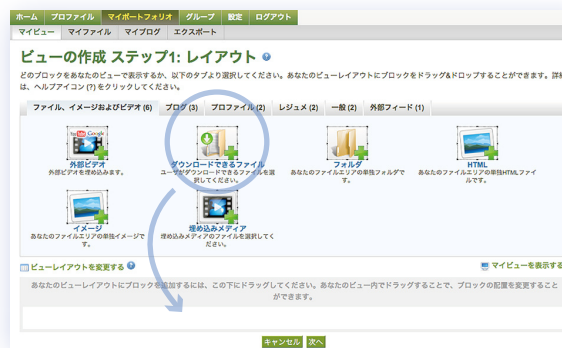 ホーム プロファイル マイポートフォリオ グループ 設定 ログアウト
マイビュー マイファイル マイブログ エクスポート
ビューの作成 ステップ1: レイアウト
どのブロックをあなたのビューで表示するか、以下のタブより選択してください。あなたのビューレイアウトにブロックをドラッグ&ドロップすることができます。詳細
は、ヘルプアイコン (?) をクリックしてください。
ファイル、イメージおよびビデオ (6) ブログ (3) プロファイル (2) レジュメ (2) 一般 (2) 外部フィード (1)
外部ビデオ ダウンロードできるファイル フォルダ HTML
外部ビデオを埋め込みます。 ユーザがダウンロードできるファイルを選 あなたのファイルエリアの単独フォルダで あなたのファイルエリアの単独HTMLファイ
択してください。 す。 ルです。
イメージ 埋め込みメディア
あなたのファイルエリアの単独イメージで 埋め込みメディアのファイルを選択してく
す。 ださい。
ビューレイアウトを変更する マイビューを表示する
あなたのビューレイアウトにブロックを追加するには、この下にドラッグしてください。あなたのビュー内でドラッグすることで、ブロックの配置を変更すること
ができます。
キャンセル 次へ